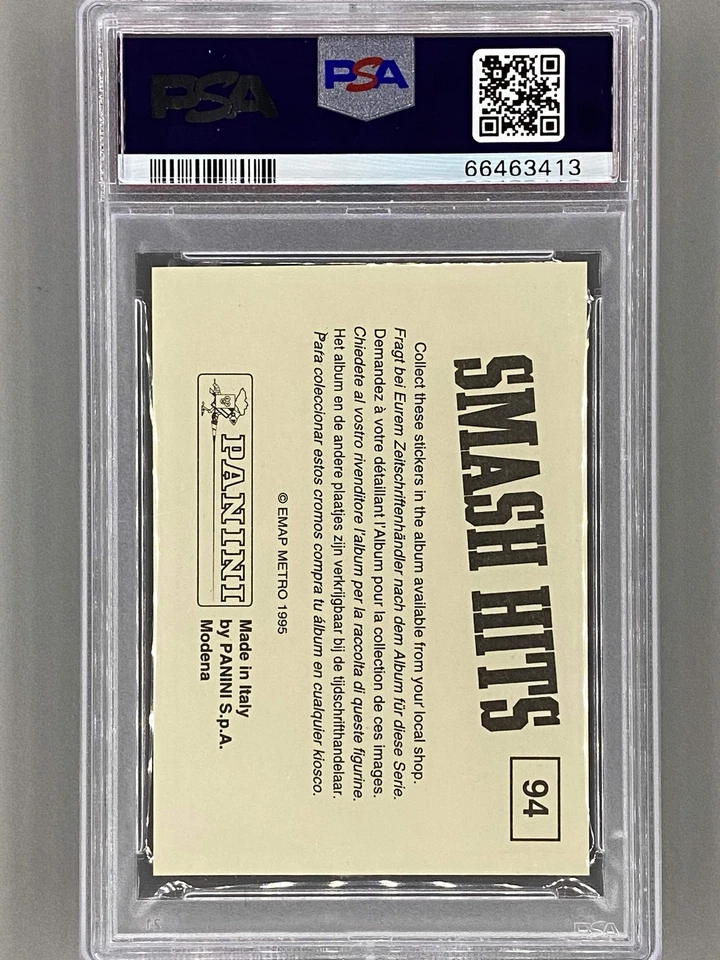 PSA
PSA
66463413
SMASH HITS
94
Collect these stickers in the album available from your local shop.
Fragt bei Eurem Zeitschriftenhändler nach dem Album für diese Serie.
Demandez à votre détaillant l'Album pour la collection de ces images.
Chiedete al vostro rivenditore l'album per la raccolta di queste figurine.
Het album en de andere plaatjes zijn verkrijgbaar bij de tijdschrifthandelaar.
Para coleccionar estos cromos compra tu álbum en cualquier kiosco.
© EMAP METRO 1995
PANINI
Made in Italy
by PANINI S.p.A.
Modena
PSA